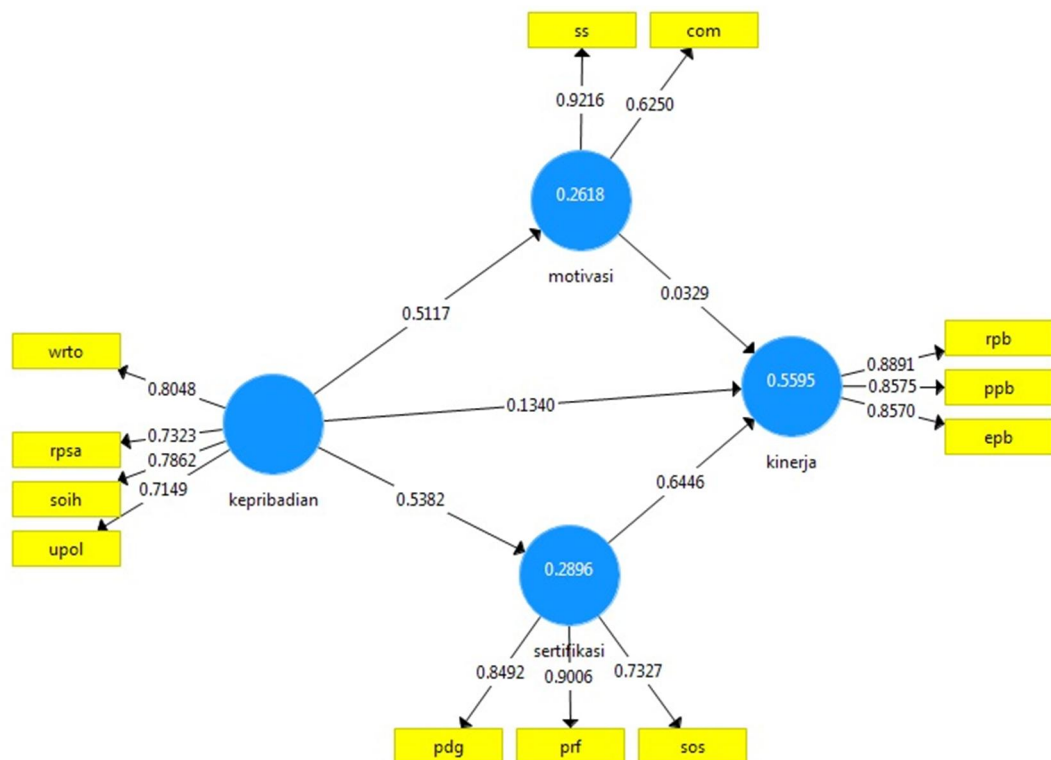 ss com
0.9216 0.6250
0.2618
motivasi
0.5117 0.0329
wrto
0.8048
rpsa
0.7323
soih
0.7862
upol
0.7149
kepribadian
0.1340
0.5595
kinerja
0.8891 rpb
0.8575 ppb
0.8570 epb
0.5382 0.6446
0.2896
sertifikasi
0.8492 0.9006 0.7327
pdg prf sos